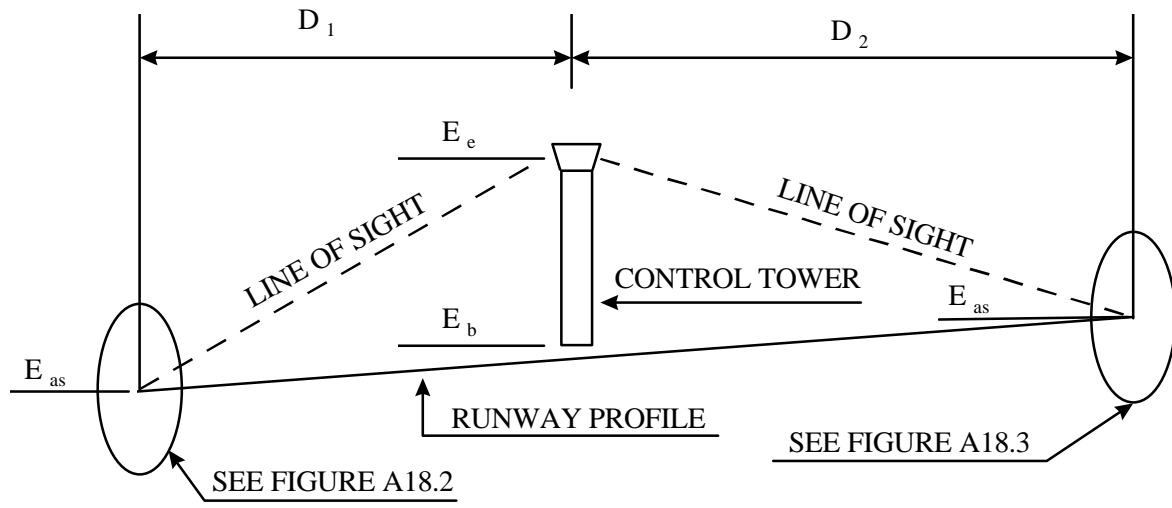 D 1
D 2
E e
LINE OF SIGHT
LINE OF SIGHT
CONTROL TOWER
E as
E b
E as
RUNWAY PROFILE
SEE FIGURE A18.3
SEE FIGURE A18.2